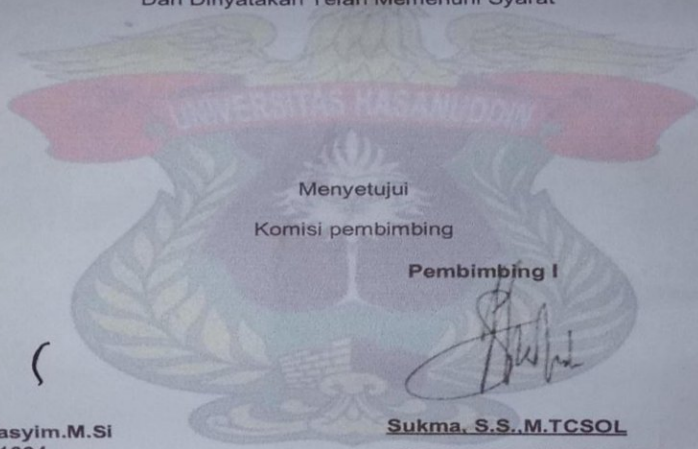 Dan Dinyatakan Telah Memenuhi Syarat
UNIVERSITAS HASANUDDIN
Menyetujui
Komisi pembimbing
Pembimbing I
asyim.M.Si
Sukma, S.S.,M.TCSOL